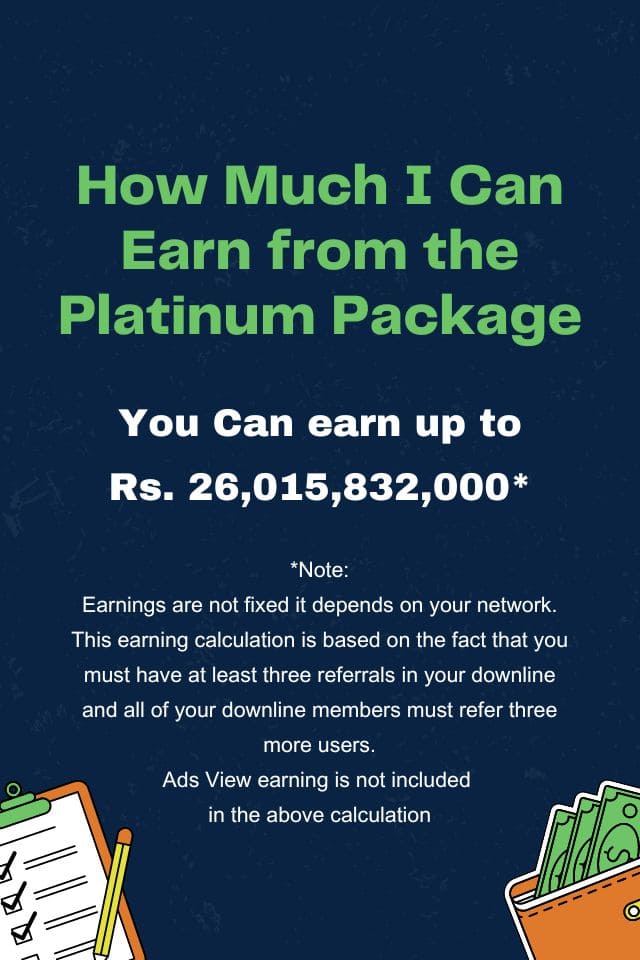 How Much I Can
Earn from the
Platinum Package
You Can earn up to
Rs. 26,015,832,000*
*Note:
Earnings are not fixed it depends on your network.
This earning calculation is based on the fact that you
must have at least three referrals in your downline
and all of your downline members must refer three
more users.
Ads View earning is not included
in the above calculation